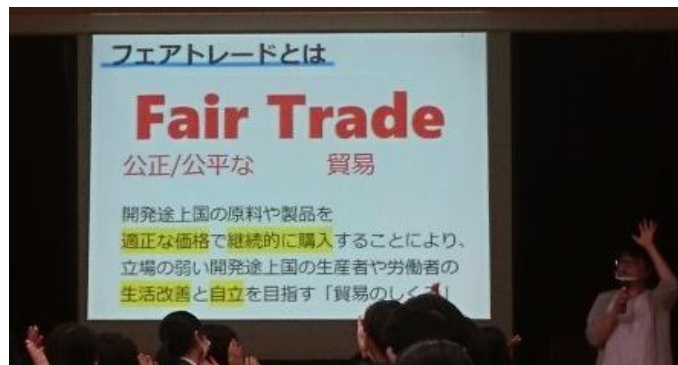 フェアトレードとは
Fair Trade
公正/公平な 貿易
開発途上国の原料や製品を
適正な価格で継続的に購入することにより、
立場の弱い開発途上国の生産者や労働者の
生活改善と自立を目指す「貿易のしくみ」